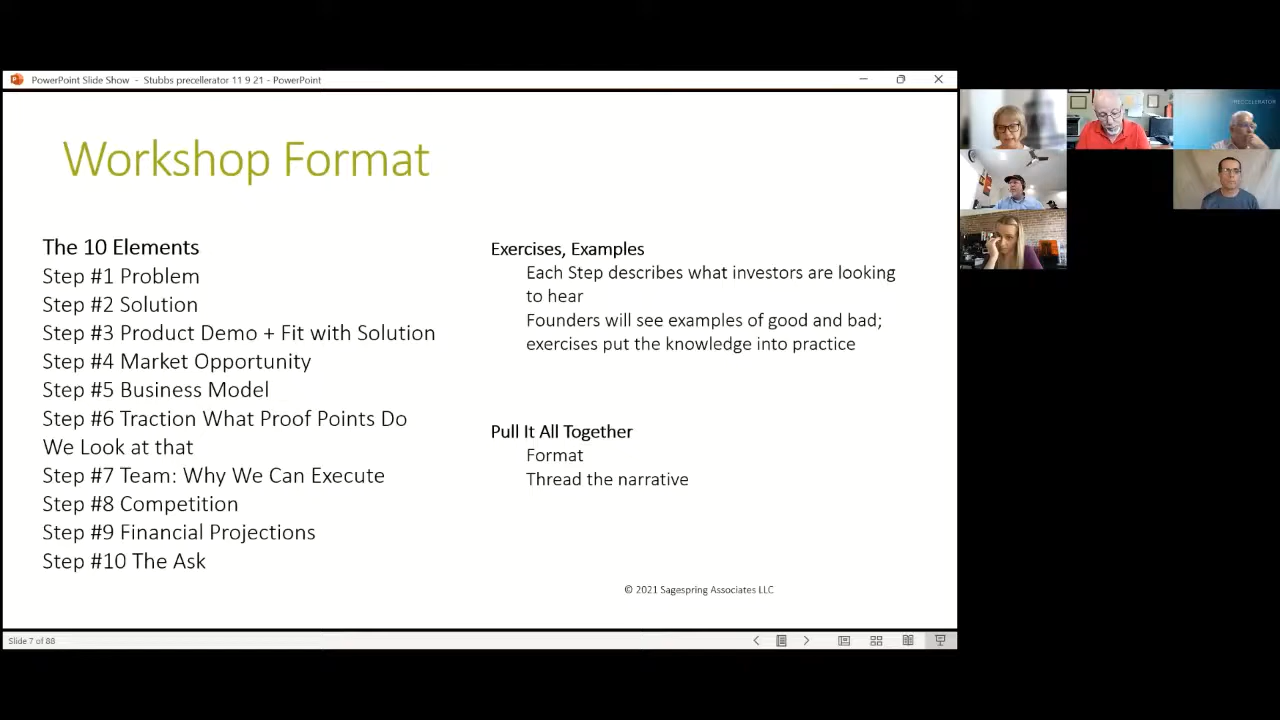 PowerPoint Slide Show - Stubbs precellerator 11 9 21 - PowerPoint
Workshop Format
The 10 Elements
Step #1 Problem
Step #2 Solution
Step #3 Product Demo + Fit with Solution
Step #4 Market Opportunity
Step #5 Business Model
Step #6 Traction What Proof Points Do
We Look at that
Step #7 Team: Why We Can Execute
Step #8 Competition
Step #9 Financial Projections
Step #10 The Ask
Exercises, Examples
Each Step describes what investors are looking
to hear
Founders will see examples of good and bad;
exercises put the knowledge into practice
Pull It All Together
Format
Thread the narrative
© 2021 Sagespring Associates LLC
Slide 7 of 88